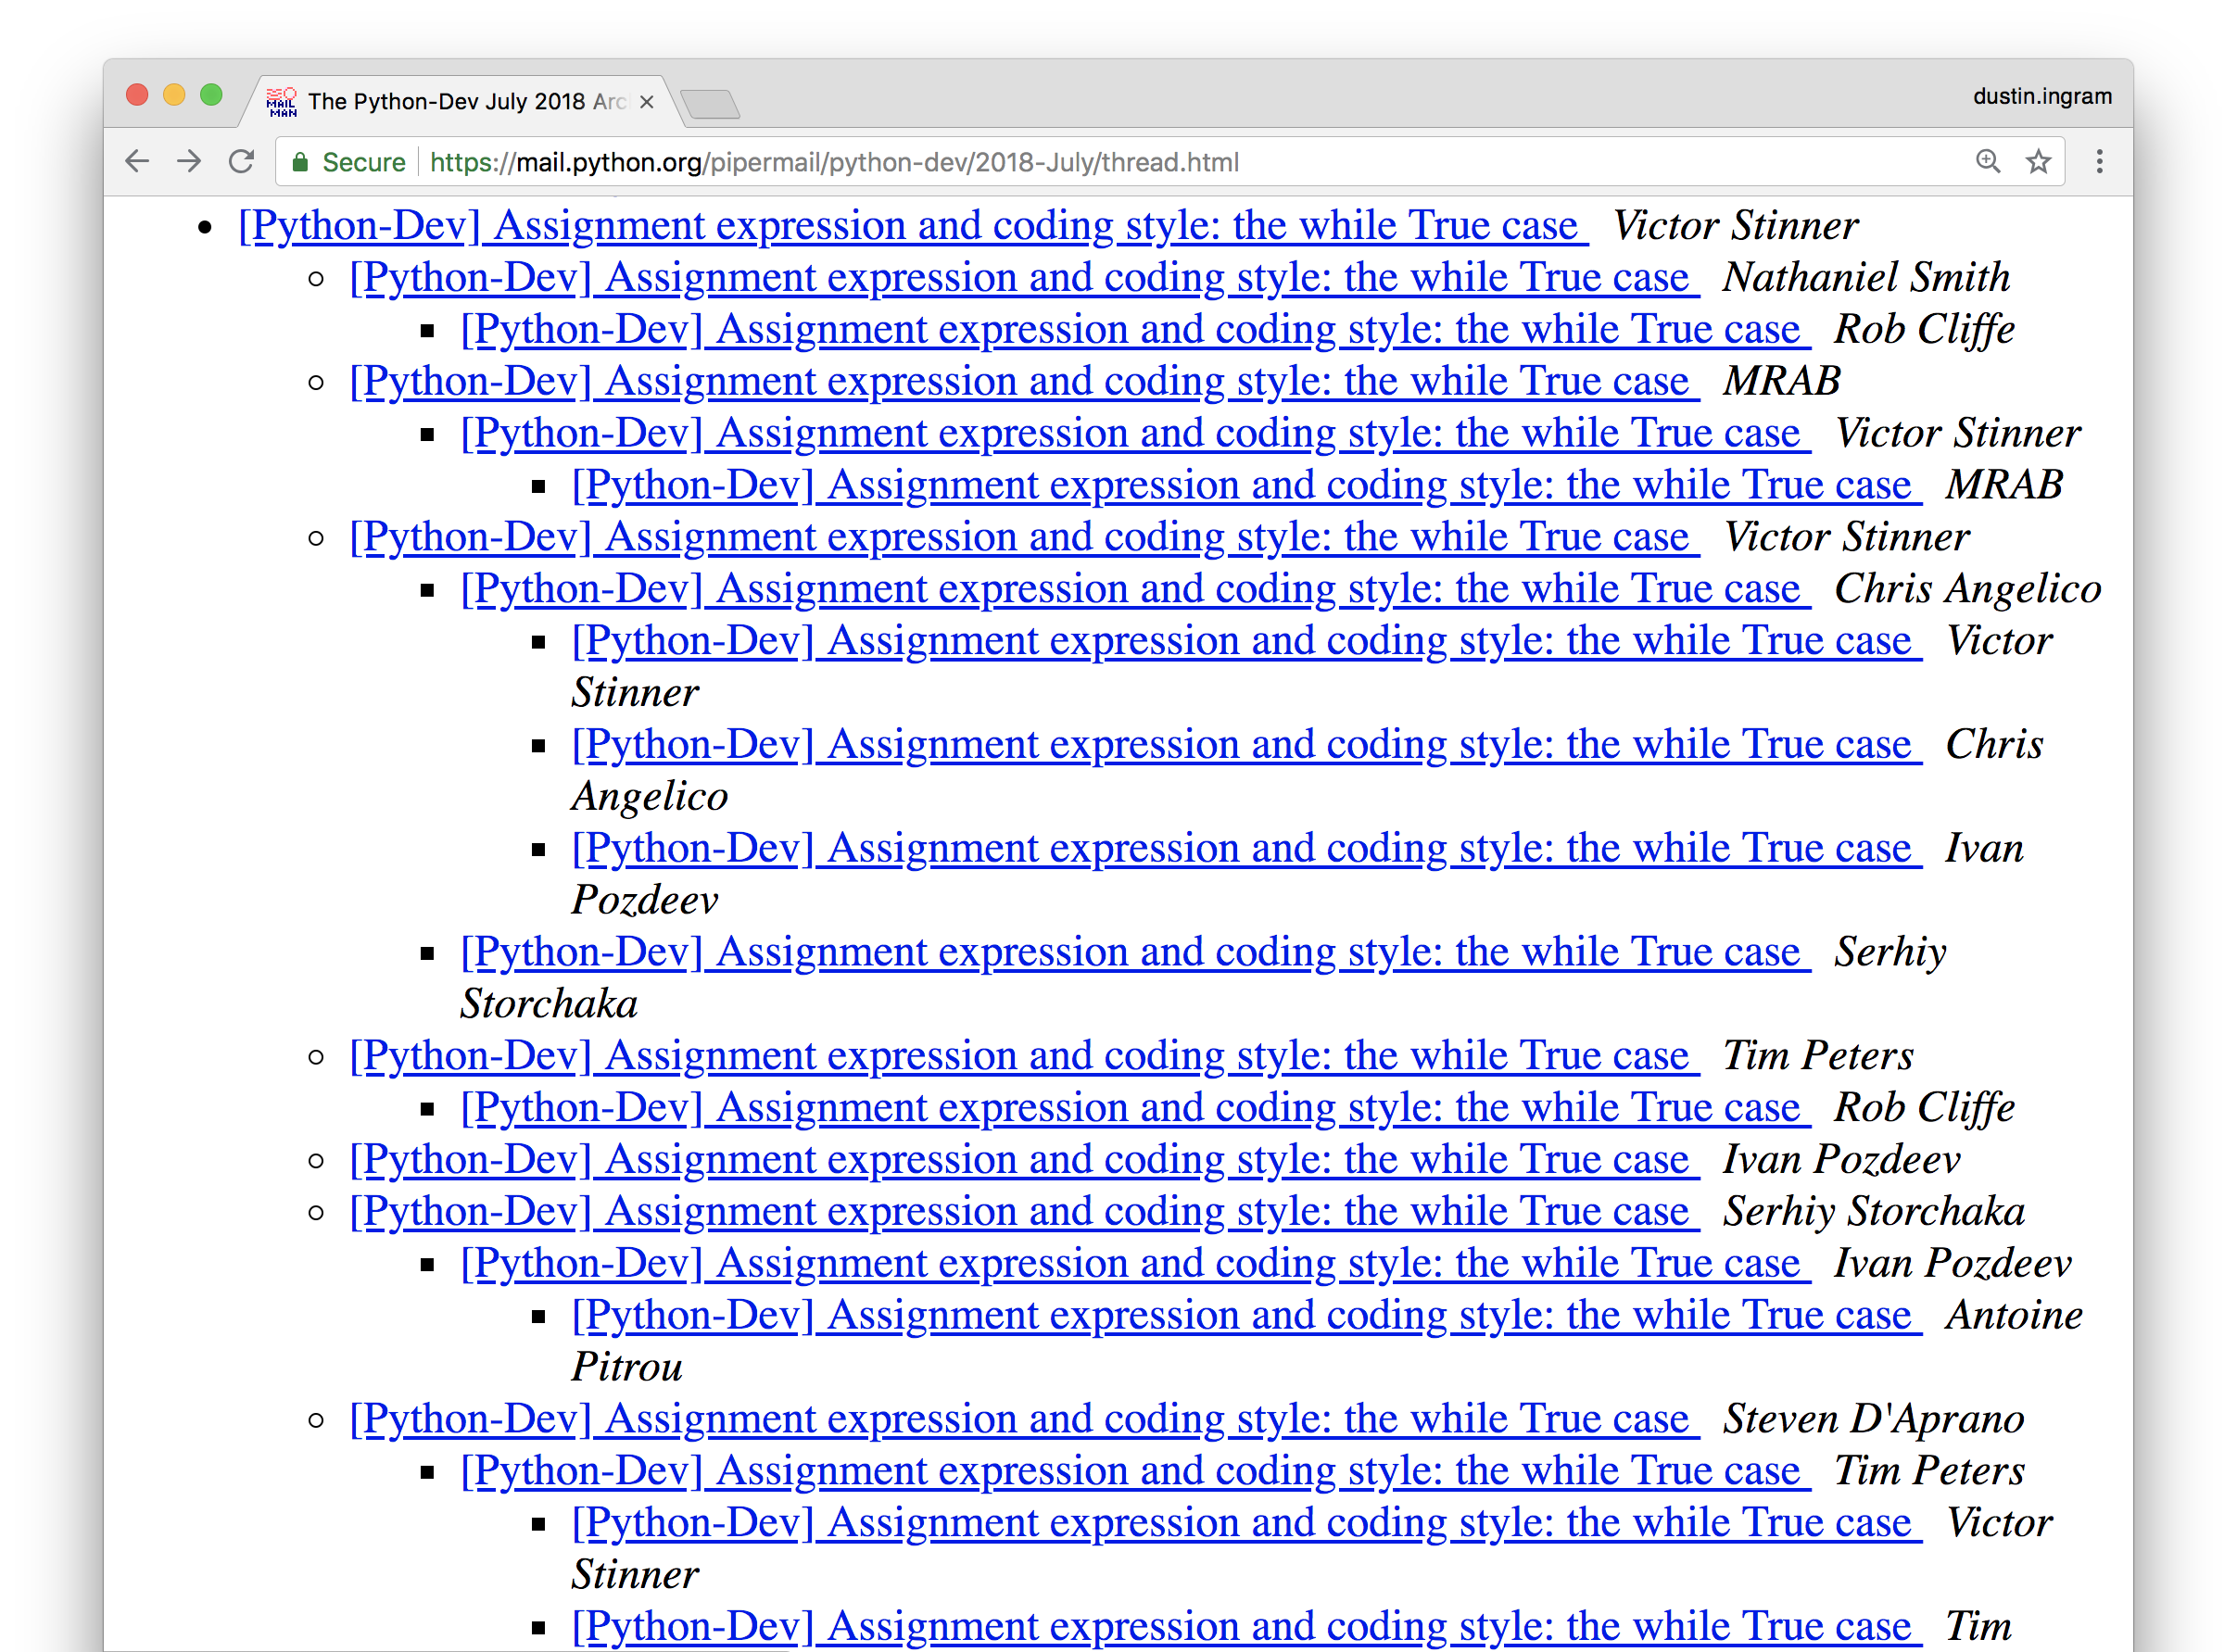 MAIL
MAN
The Python-Dev July 2018 Arc
dustin.ingram
Secure https://mail.python.org/pipermail/python-dev/2018-July/thread.html
[Python-Dev] Assignment expression and coding style: the while True case Victor Stinner
[Python-Dev] Assignment expression and coding style: the while True case Nathaniel Smith
[Python-Dev] Assignment expression and coding style: the while True case Rob Cliffe
[Python-Dev] Assignment expression and coding style: the while True case MRAB
[Python-Dev] Assignment expression and coding style: the while True case Victor Stinner
[Python-Dev] Assignment expression and coding style: the while True case MRAB
[Python-Dev] Assignment expression and coding style: the while True case Victor Stinner
[Python-Dev] Assignment expression and coding style: the while True case Chris Angelico
[Python-Dev] Assignment expression and coding style: the while True case Victor
Stinner
[Python-Dev] Assignment expression and coding style: the while True case Chris
Angelico
[Python-Dev] Assignment expression and coding style: the while True case Ivan
Pozdeev
[Python-Dev] Assignment expression and coding style: the while True case Serhiy
Storchaka
[Python-Dev] Assignment expression and coding style: the while True case Tim Peters
[Python-Dev] Assignment expression and coding style: the while True case Rob Cliffe
[Python-Dev] Assignment expression and coding style: the while True case Ivan Pozdeev
[Python-Dev] Assignment expression and coding style: the while True case Serhiy Storchaka
[Python-Dev] Assignment expression and coding style: the while True case Ivan Pozdeev
[Python-Dev] Assignment expression and coding style: the while True case Antoine
Pitrou
[Python-Dev] Assignment expression and coding style: the while True case Steven D'Aprano
[Python-Dev] Assignment expression and coding style: the while True case Tim Peters
[Python-Dev] Assignment expression and coding style: the while True case Victor
Stinner
[Python-Dev] Assignment expression and coding style: the while True case Tim